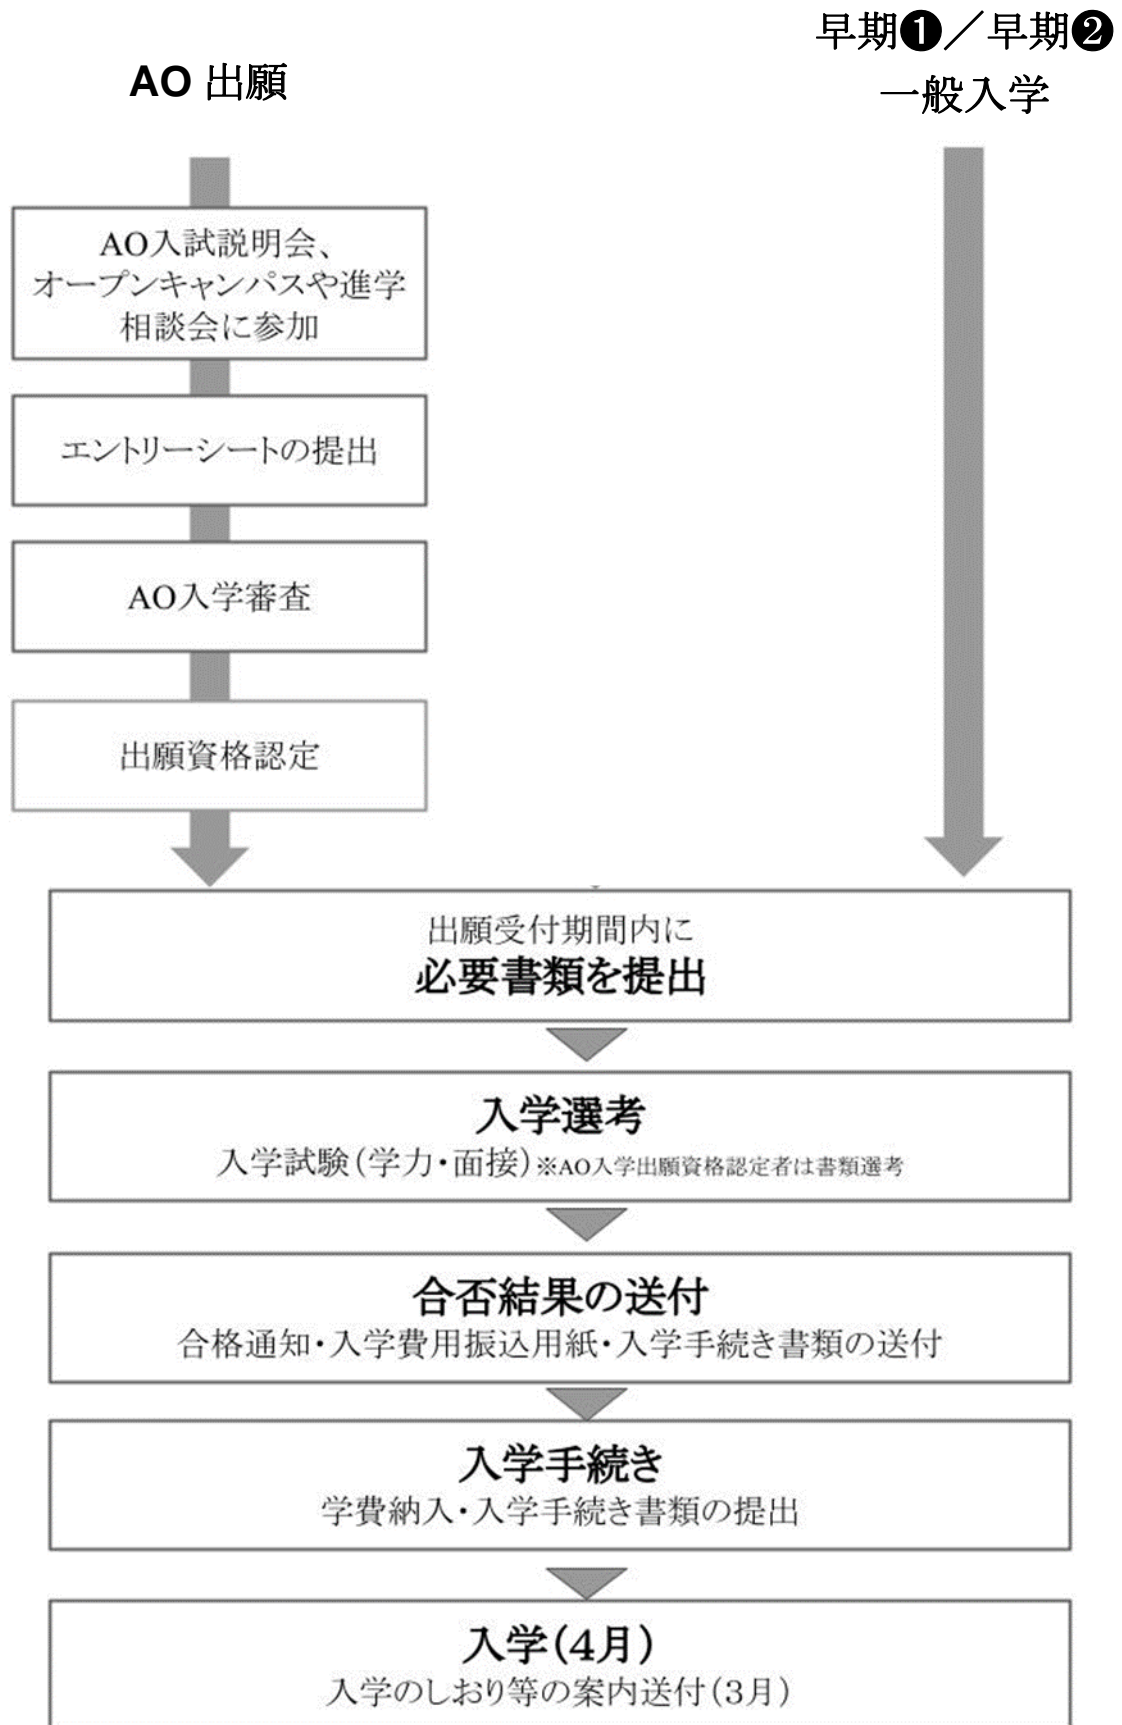 AO 出願
早期❶／早期❷
一般入学
AO入試説明会、
オープンキャンパスや進学
相談会に参加
エントリーシートの提出
AO入学審査
出願資格認定
出願受付期間内に
必要書類を提出
入学選考
入学試験（学力・面接）※AO入学出願資格認定者は書類選考
合否結果の送付
合格通知・入学費用振込用紙・入学手続き書類の送付
入学手続き
学費納入・入学手続き書類の提出
入学（4月）
入学のしおり等の案内送付（3月）